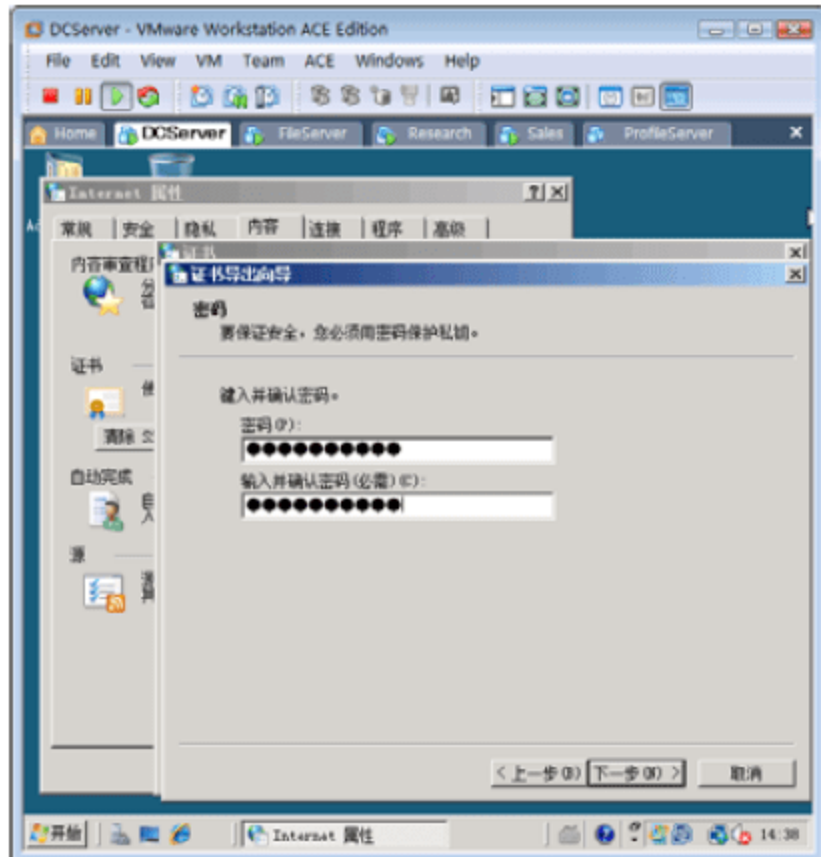 DCServer - VMware Workstation ACE Edition
File Edit View VM Team ACE Windows Help
Home DCServer FileServer Research Sales ProfileServer
Internet 属性
常规 安全 隐私 内容 连接 程序 高级
证书
内容审查程序
证书导出向导
密码
要保证安全，您必须用密码保护私钥。
证书
键入并确认密码。
清除
密码(P):
自动完成
输入并确认密码(必需)(C):
源
<上一步(B) 下一步(N) > 取消
开始 Internet 属性 14:38